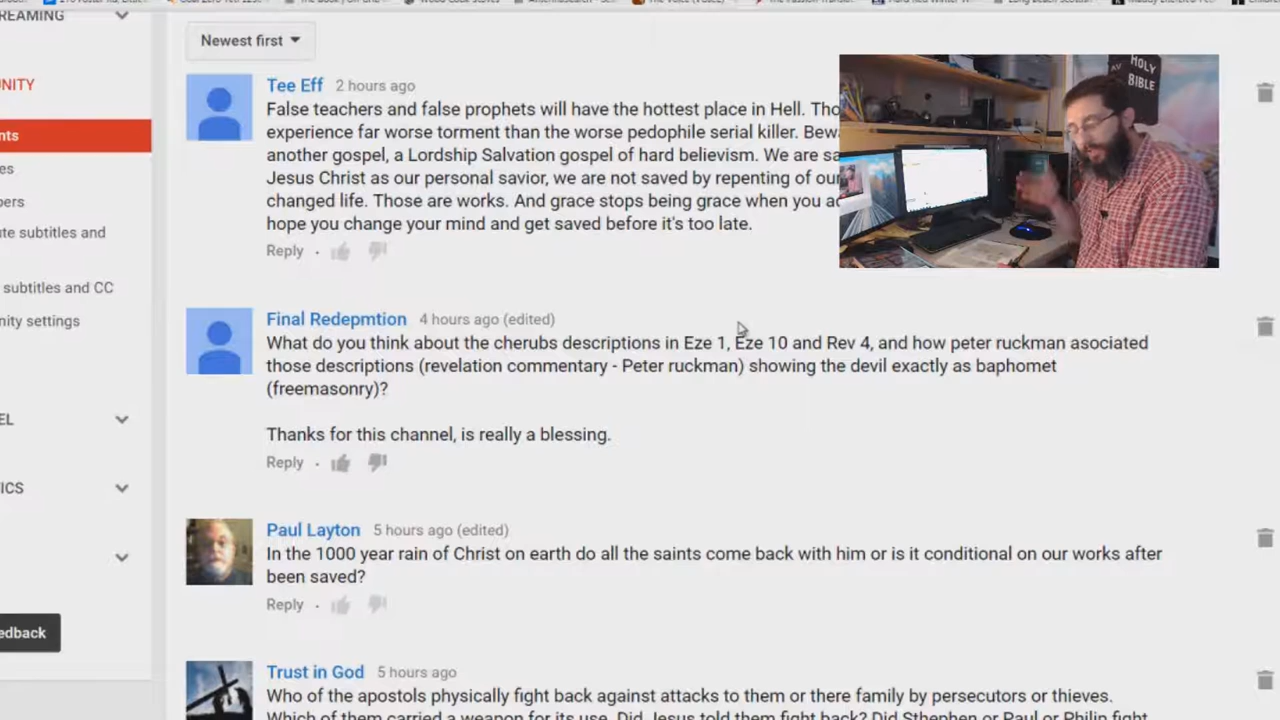 Newest first
REAMING
UNITY
nts
es
pers
ute subtitles and
subtitles and CC
nity settings
EL
ICS
edback
Tee Eff 2 hours ago
False teachers and false prophets will have the hottest place in Hell. Tho
experience far worse torment than the worse pedophile serial killer. Bew
another gospel, a Lordship Salvation gospel of hard believism. We are sa
Jesus Christ as our personal savior, we are not saved by repenting of our
changed life. Those are works. And grace stops being grace when you a
hope you change your mind and get saved before it's too late.
Reply
Final Redepmtion 4 hours ago (edited)
What do you think about the cherubs descriptions in Eze 1, Eze 10 and Rev 4, and how peter ruckman asociated
those descriptions (revelation commentary - Peter ruckman) showing the devil exactly as baphomet
(freemasonry)?
Thanks for this channel, is really a blessing.
Reply
Paul Layton 5 hours ago (edited)
In the 1000 year rain of Christ on earth do all the saints come back with him or is it conditional on our works after
been saved?
Reply
Trust in God 5 hours ago
Who of the apostols physically fight back against attacks to them or there family by persecutors or thieves.
Which of them carried a weapon for its use. Did Jesus told them fight back? Did Sthephen or Paul or Philip fight
AV
HOLY
BIBLE